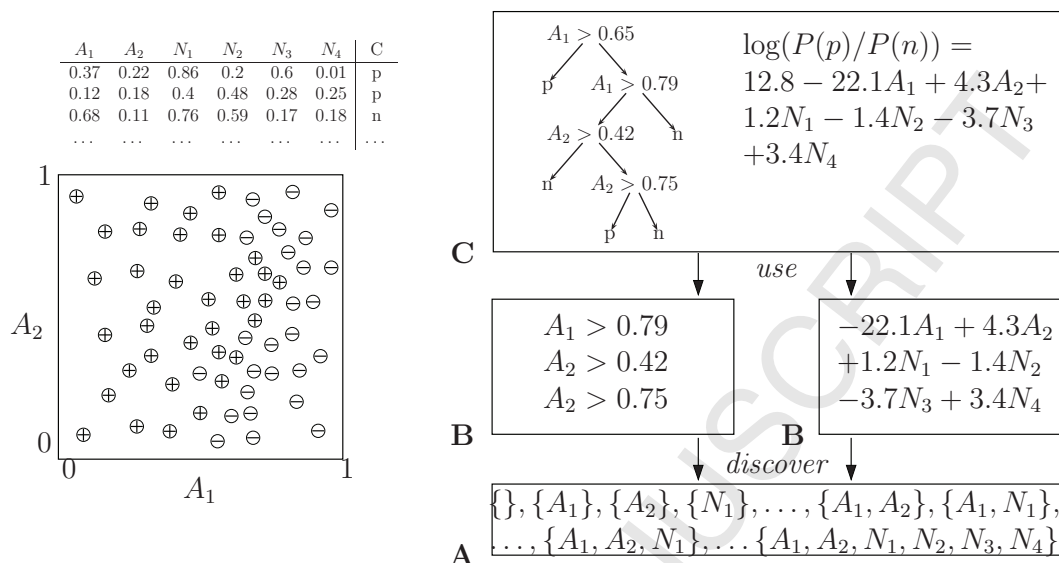 A₁ A₂ N₁ N₂ N₃ N₄ C
0.37 0.22 0.86 0.2 0.6 0.01 p
0.12 0.18 0.4 0.48 0.28 0.25 p
0.68 0.11 0.76 0.59 0.17 0.18 n
... ... ... ... ... ... ...
1
A₂
0
0 1
A₁
A₁ > 0.65
p A₁ > 0.79
A₂ > 0.42 n
n A₂ > 0.75
p n
log(P(p)/P(n)) =
12.8 − 22.1A₁ + 4.3A₂+
1.2N₁ − 1.4N₂ − 3.7N₃
+3.4N₄
C
use
A₁ > 0.79
A₂ > 0.42
A₂ > 0.75
B
−22.1A₁ + 4.3A₂
+1.2N₁ − 1.4N₂
−3.7N₃ + 3.4N₄
B
discover
{}, {A₁}, {A₂}, {N₁}, ..., {A₁, A₂}, {A₁, N₁},
..., {A₁, A₂, N₁}, ... {A₁, A₂, N₁, N₂, N₃, N₄}
A
USCRIPT